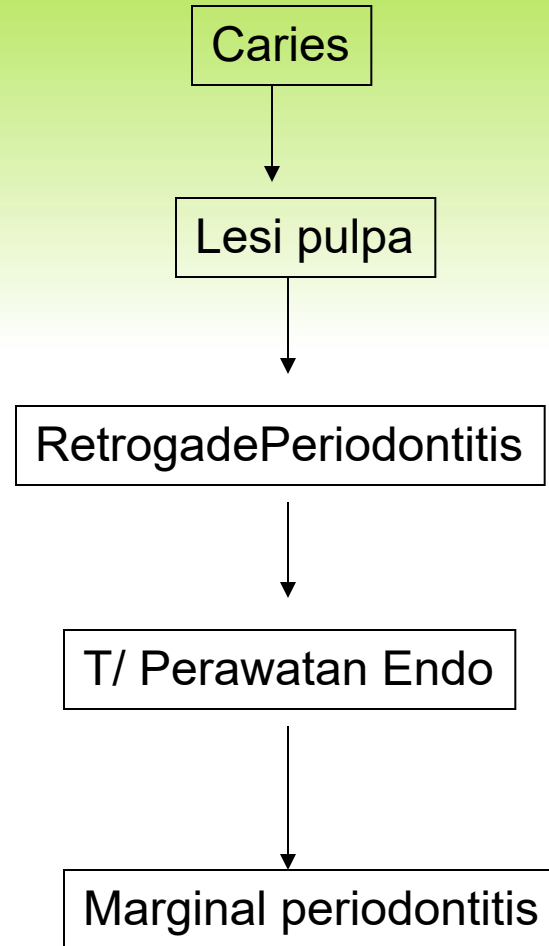 Caries
Lesi pulpa
RetrogadePeriodontitis
T/ Perawatan Endo
Marginal periodontitis